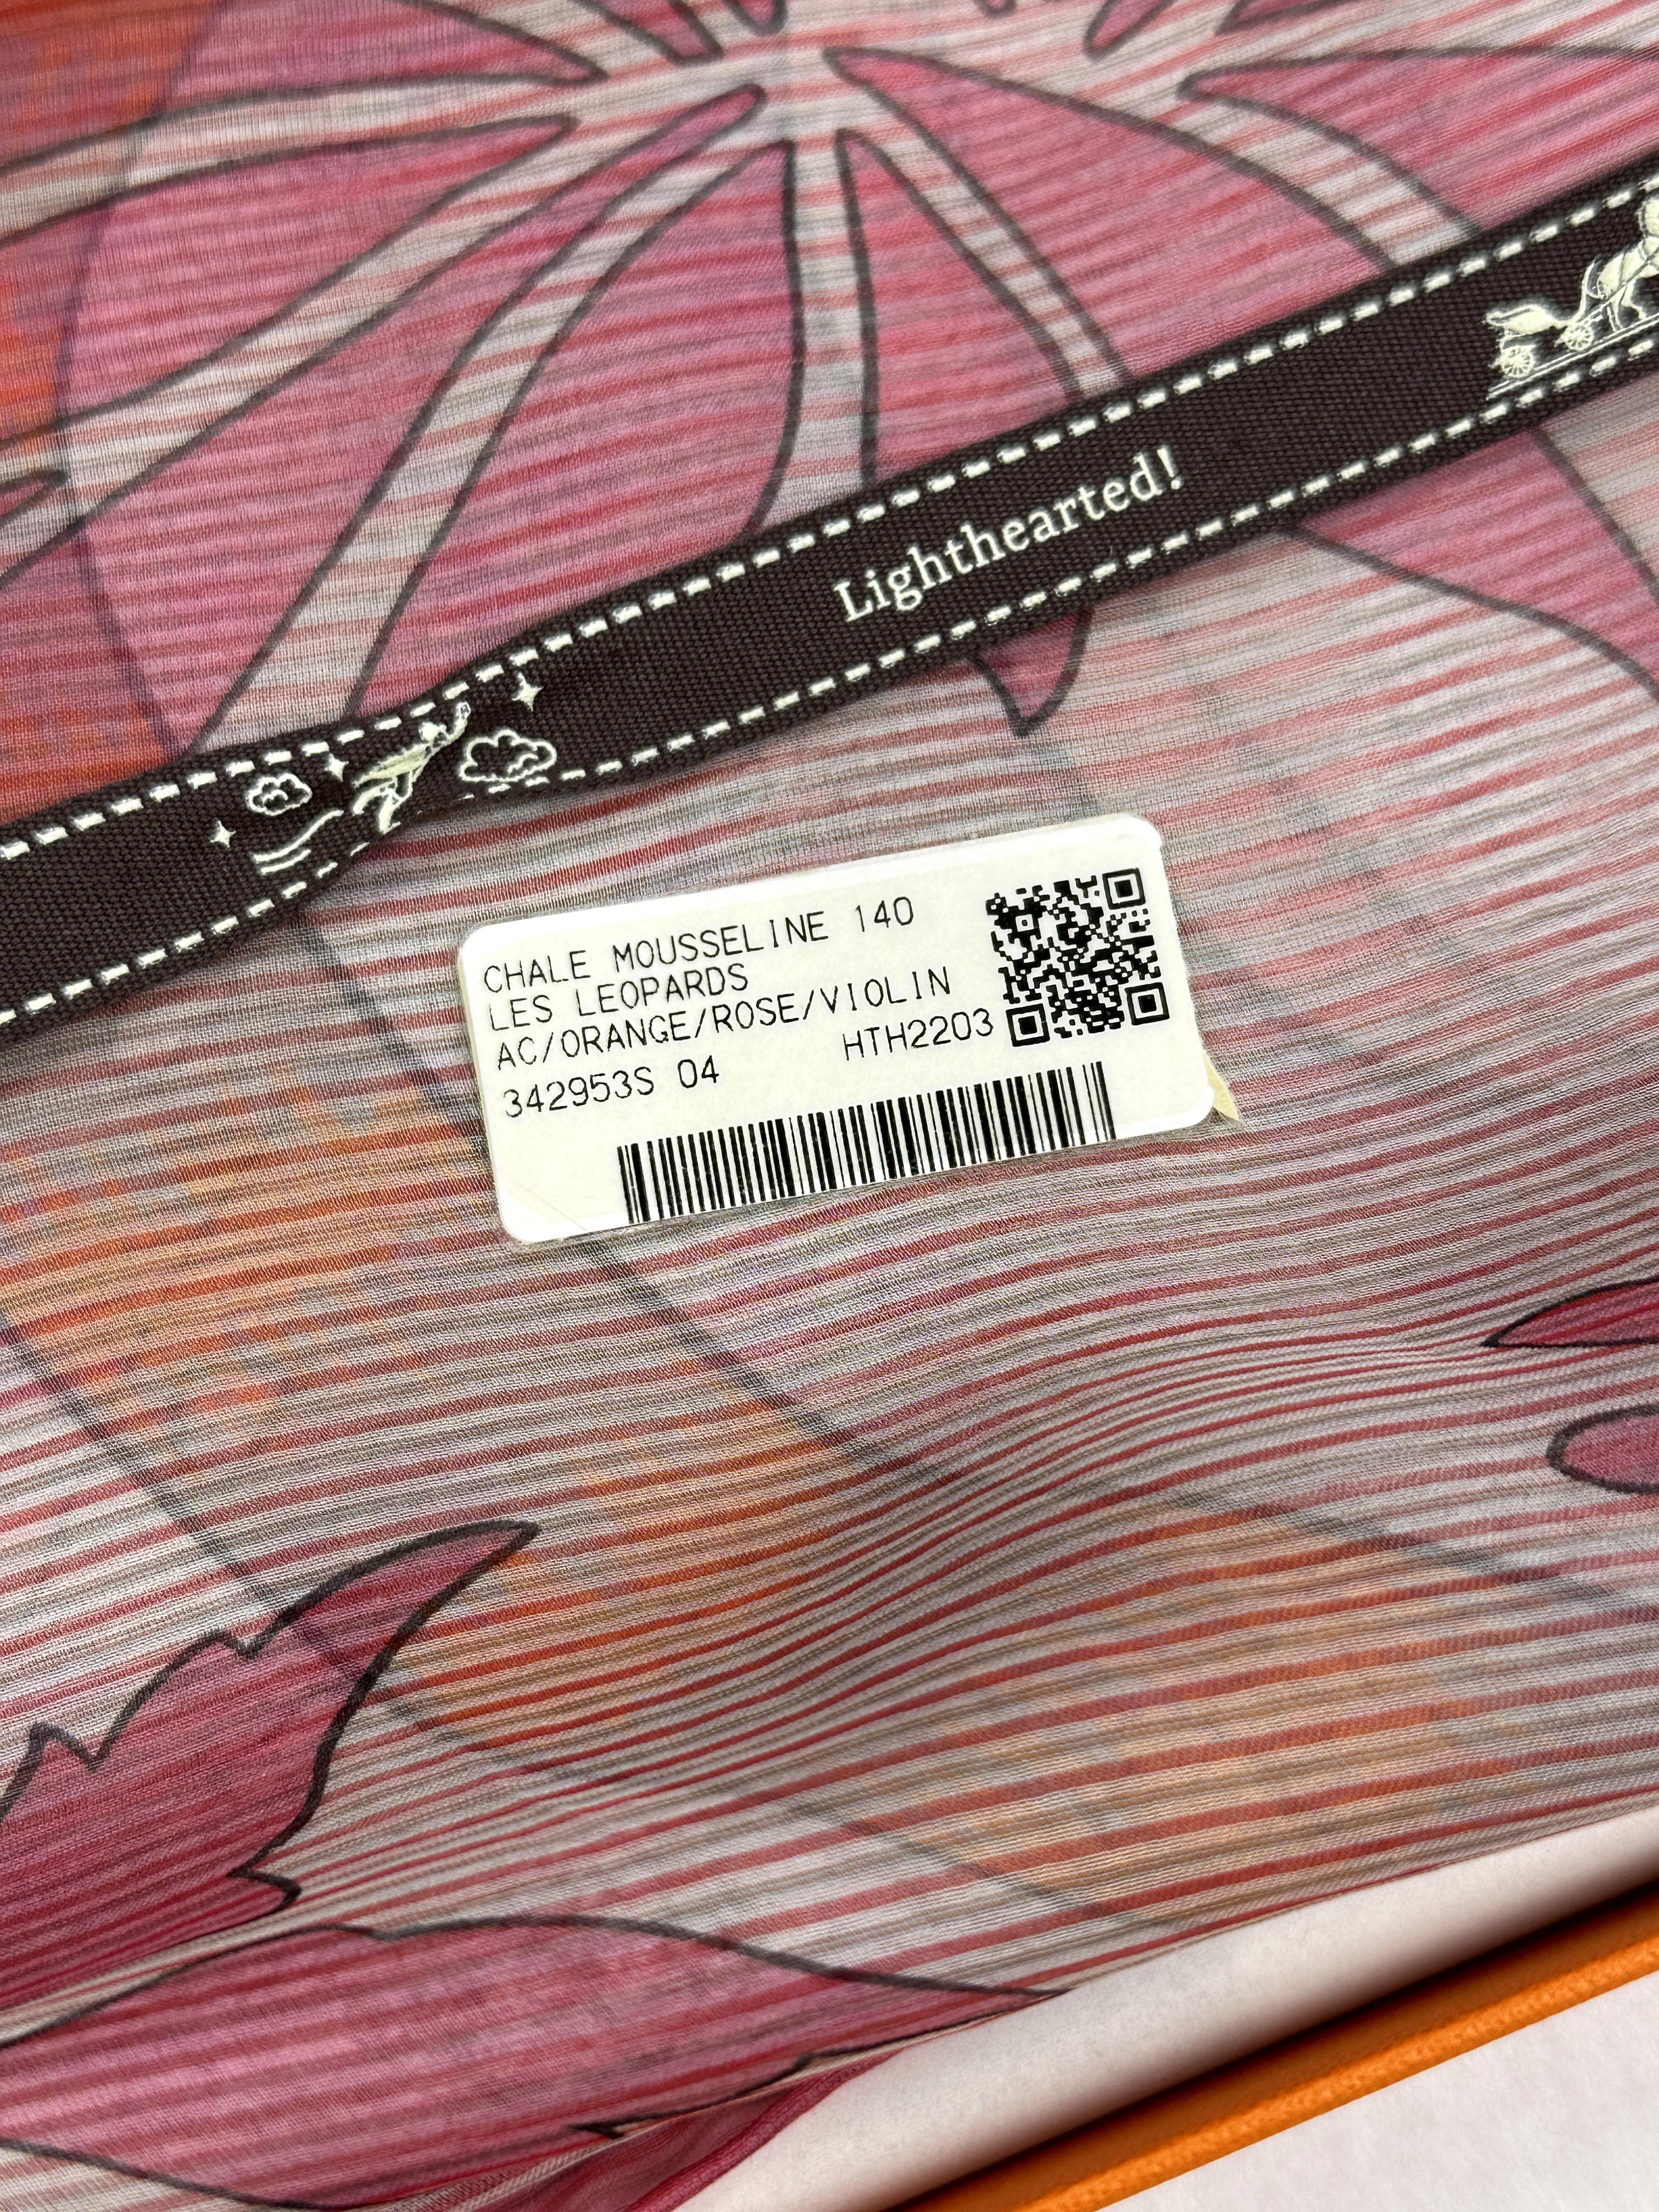 Lighthearted!
CHALE MOUSSELINE 140
LES LEOPARDS
AC/ORANGE/ROSE/VIOLIN
342953S 04 HTH2203